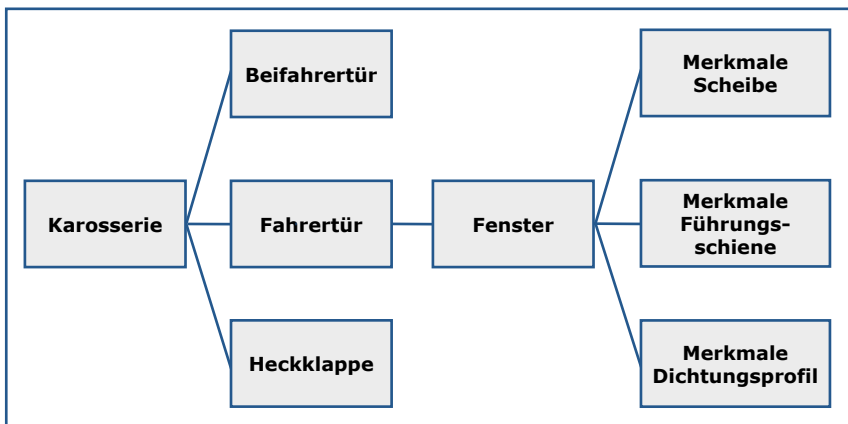 Beifahrertür
Merkmale
Scheibe
Karosserie
Fahrertür
Fenster
Merkmale
Führungs-
schiene
Heckklappe
Merkmale
Dichtungsprofil